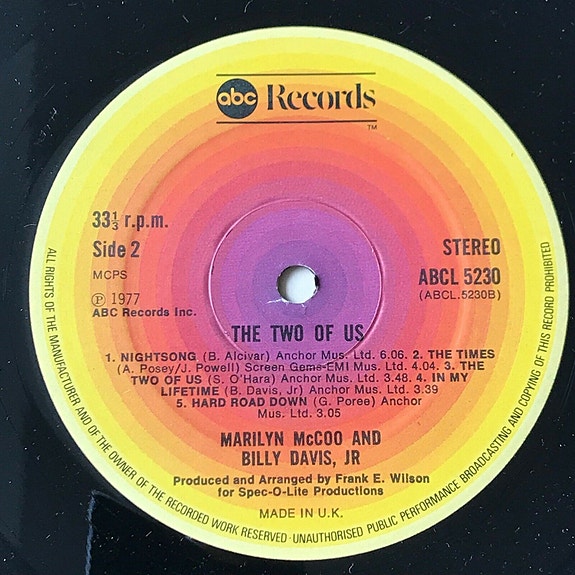 abc Records
TM
33⅓ r.p.m.
Side 2
MCPS
℗ 1977
ABC Records Inc.
STEREO
ABCL 5230
(ABCL.5230B)
THE TWO OF US
1. NIGHTSONG (B. Alcivar) Anchor Mus. Ltd. 6.06. 2. THE TIMES
(A. Posey/J. Powell) Screen Gems-EMI Mus. Ltd. 4.04. 3. THE
TWO OF US (S. O'Hara) Anchor Mus. Ltd. 3.48. 4. IN MY
LIFETIME (B. Davis, Jr) Anchor Mus. Ltd. 3.39
5. HARD ROAD DOWN (G. Poree) Anchor
Mus. Ltd. 3.05
MARILYN McCOO AND
BILLY DAVIS, JR
Produced and Arranged by Frank E. Wilson
for Spec-O-Lite Productions
MADE IN U.K.
ALL RIGHTS OF THE MANUFACTURER AND OF THE OWNER OF THE RECORDED WORK RESERVED · UNAUTHORISED PUBLIC PERFORMANCE BROADCASTING AND COPYING OF THIS RECORD PROHIBITED